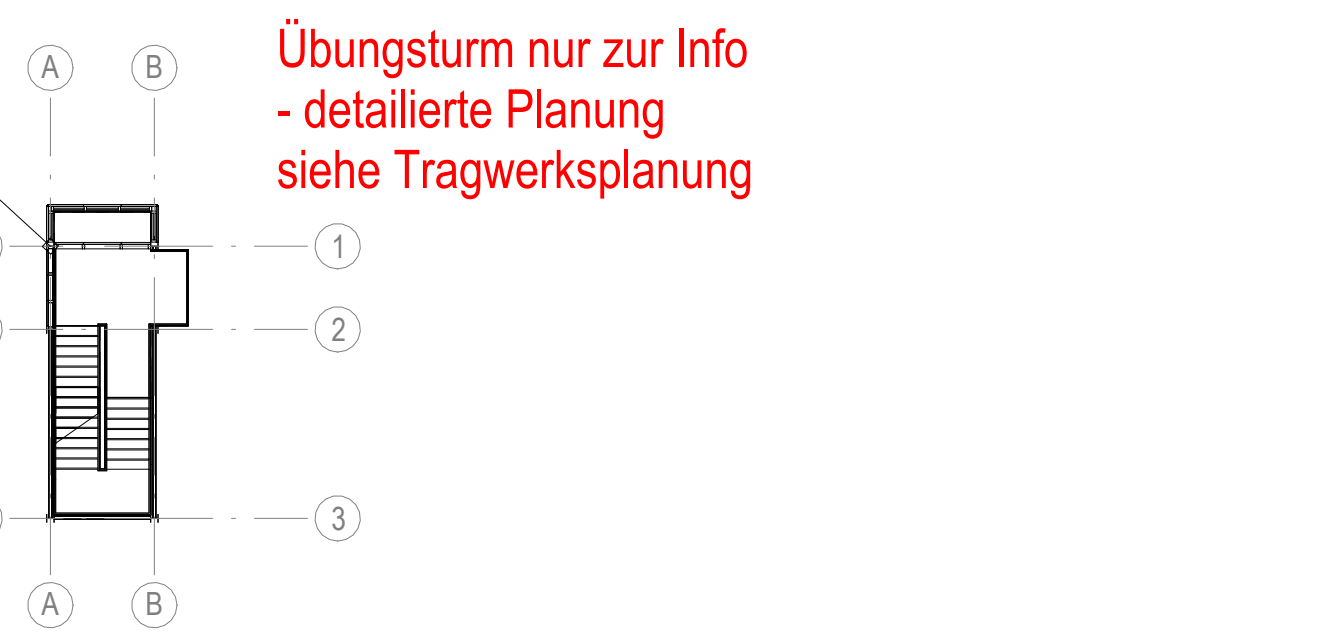 A B
Übungsturm nur zur Info
- detailierte Planung
siehe Tragwerksplanung
1
2
3
A B